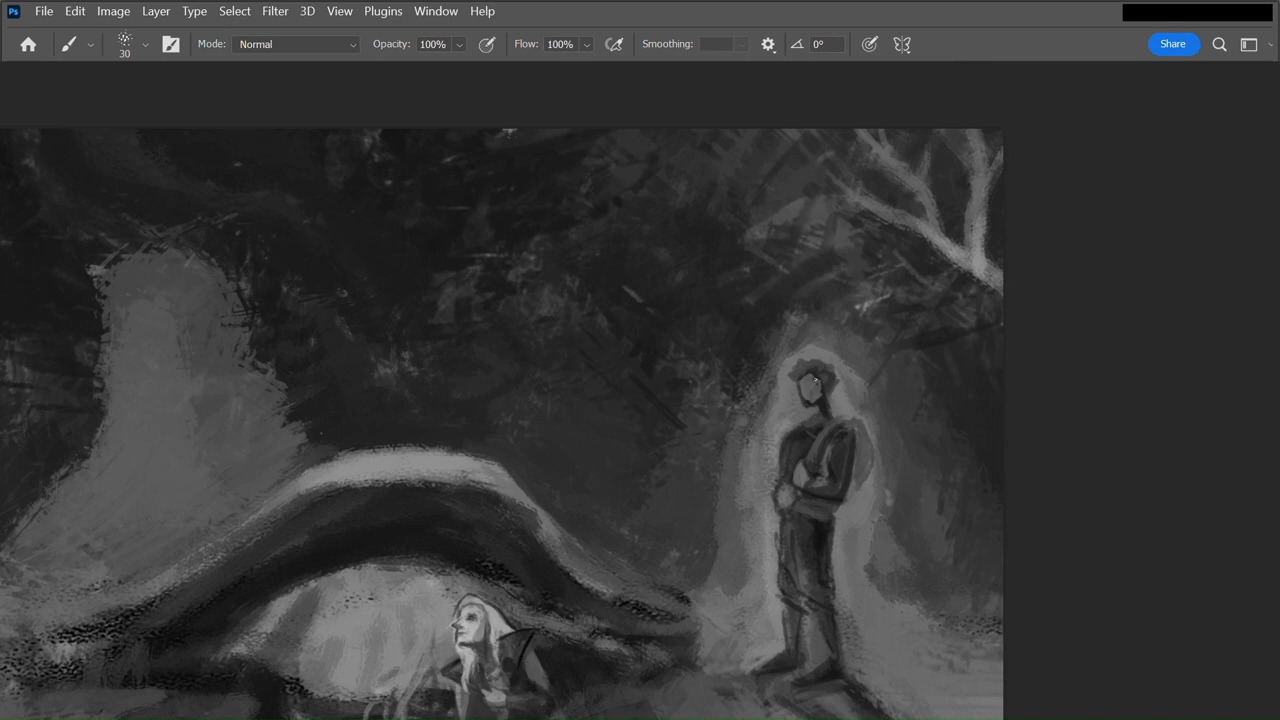 Ps File Edit Image Layer Type Select Filter 3D View Plugins Window Help
30 Mode: Normal Opacity: 100% Flow: 100% Smoothing: 0° Share